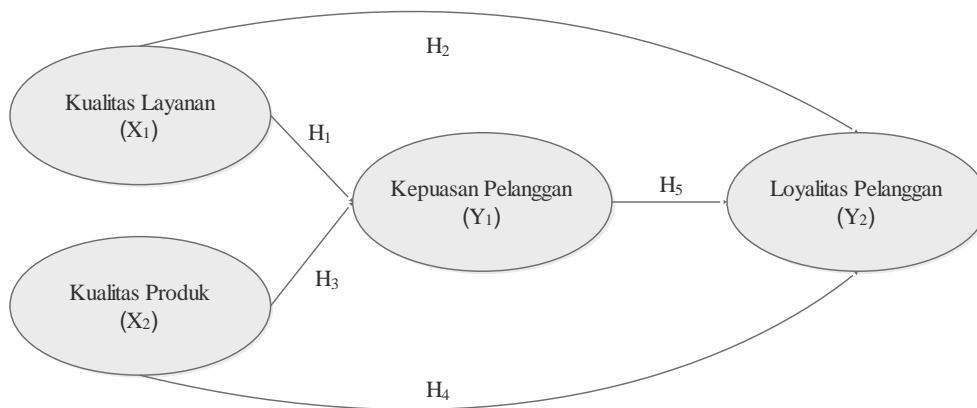 H₂
Kualitas Layanan
(X₁)
H₁
Kepuasan Pelanggan
(Y₁)
H₅
Loyalitas Pelanggan
(Y₂)
H₃
Kualitas Produk
(X₂)
H₄